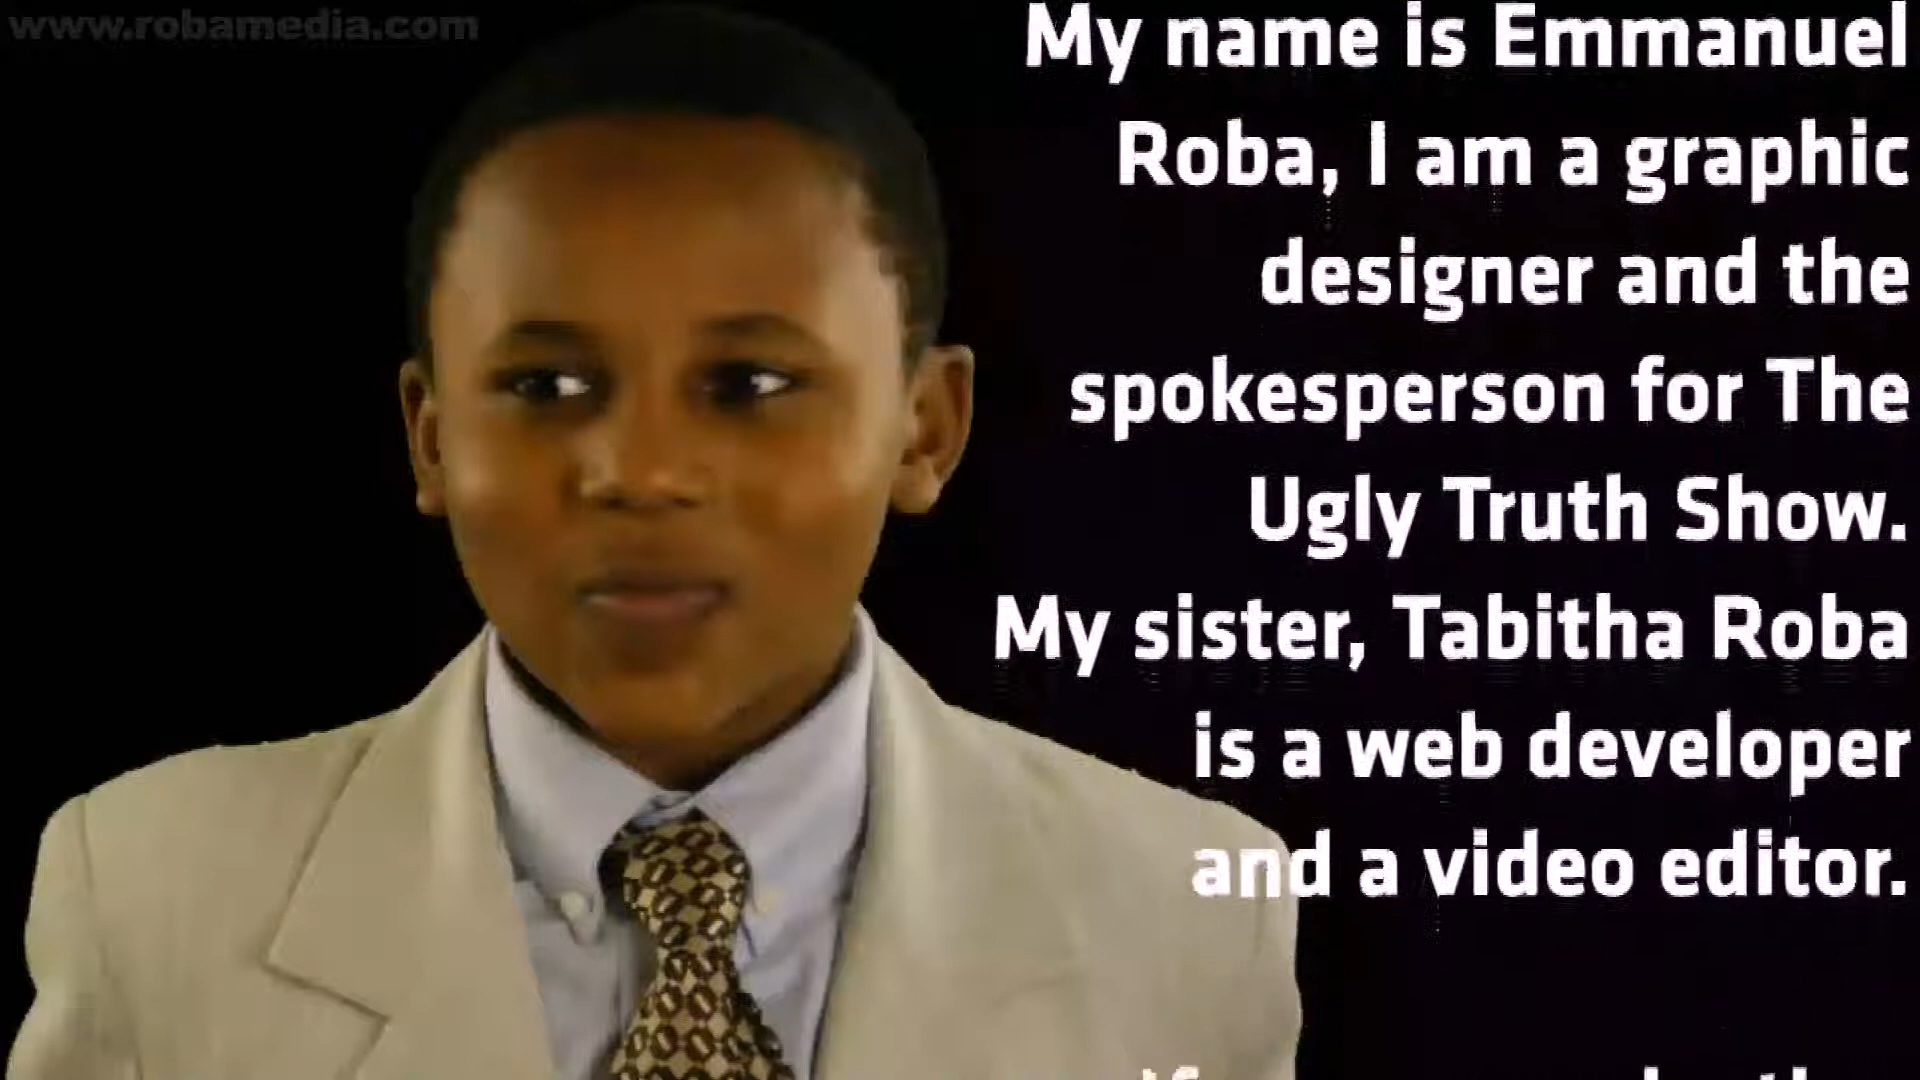 www.robamedia.com
My name is Emmanuel
Roba, I am a graphic
designer and the
spokesperson for The
Ugly Truth Show.
My sister, Tabitha Roba
is a web developer
and a video editor.